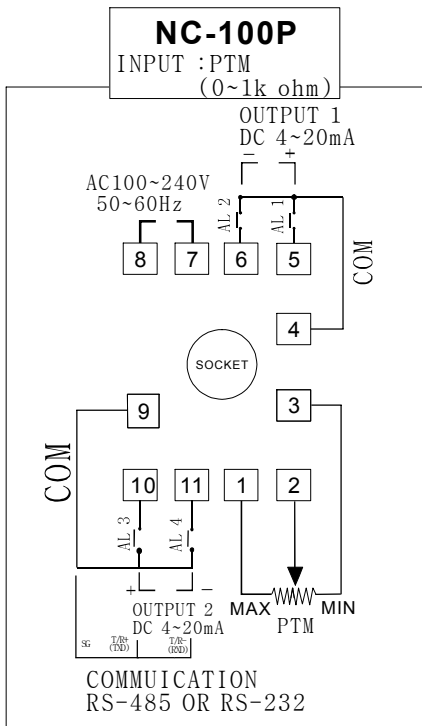 NC-100P
INPUT :PTM
(0~1k ohm)
OUTPUT 1
DC 4~20mA
− +
AC100~240V
50~60Hz
AL 2
AL 1
8
7
6
5
COM
4
SOCKET
9
3
COM
10
11
1
2
AL 3
AL 4
+ −
OUTPUT 2
DC 4~20mA
MAX
MIN
PTM
SG
T/R+
(TXD)
T/R-
(RXD)
COMMUICATION
RS-485 OR RS-232